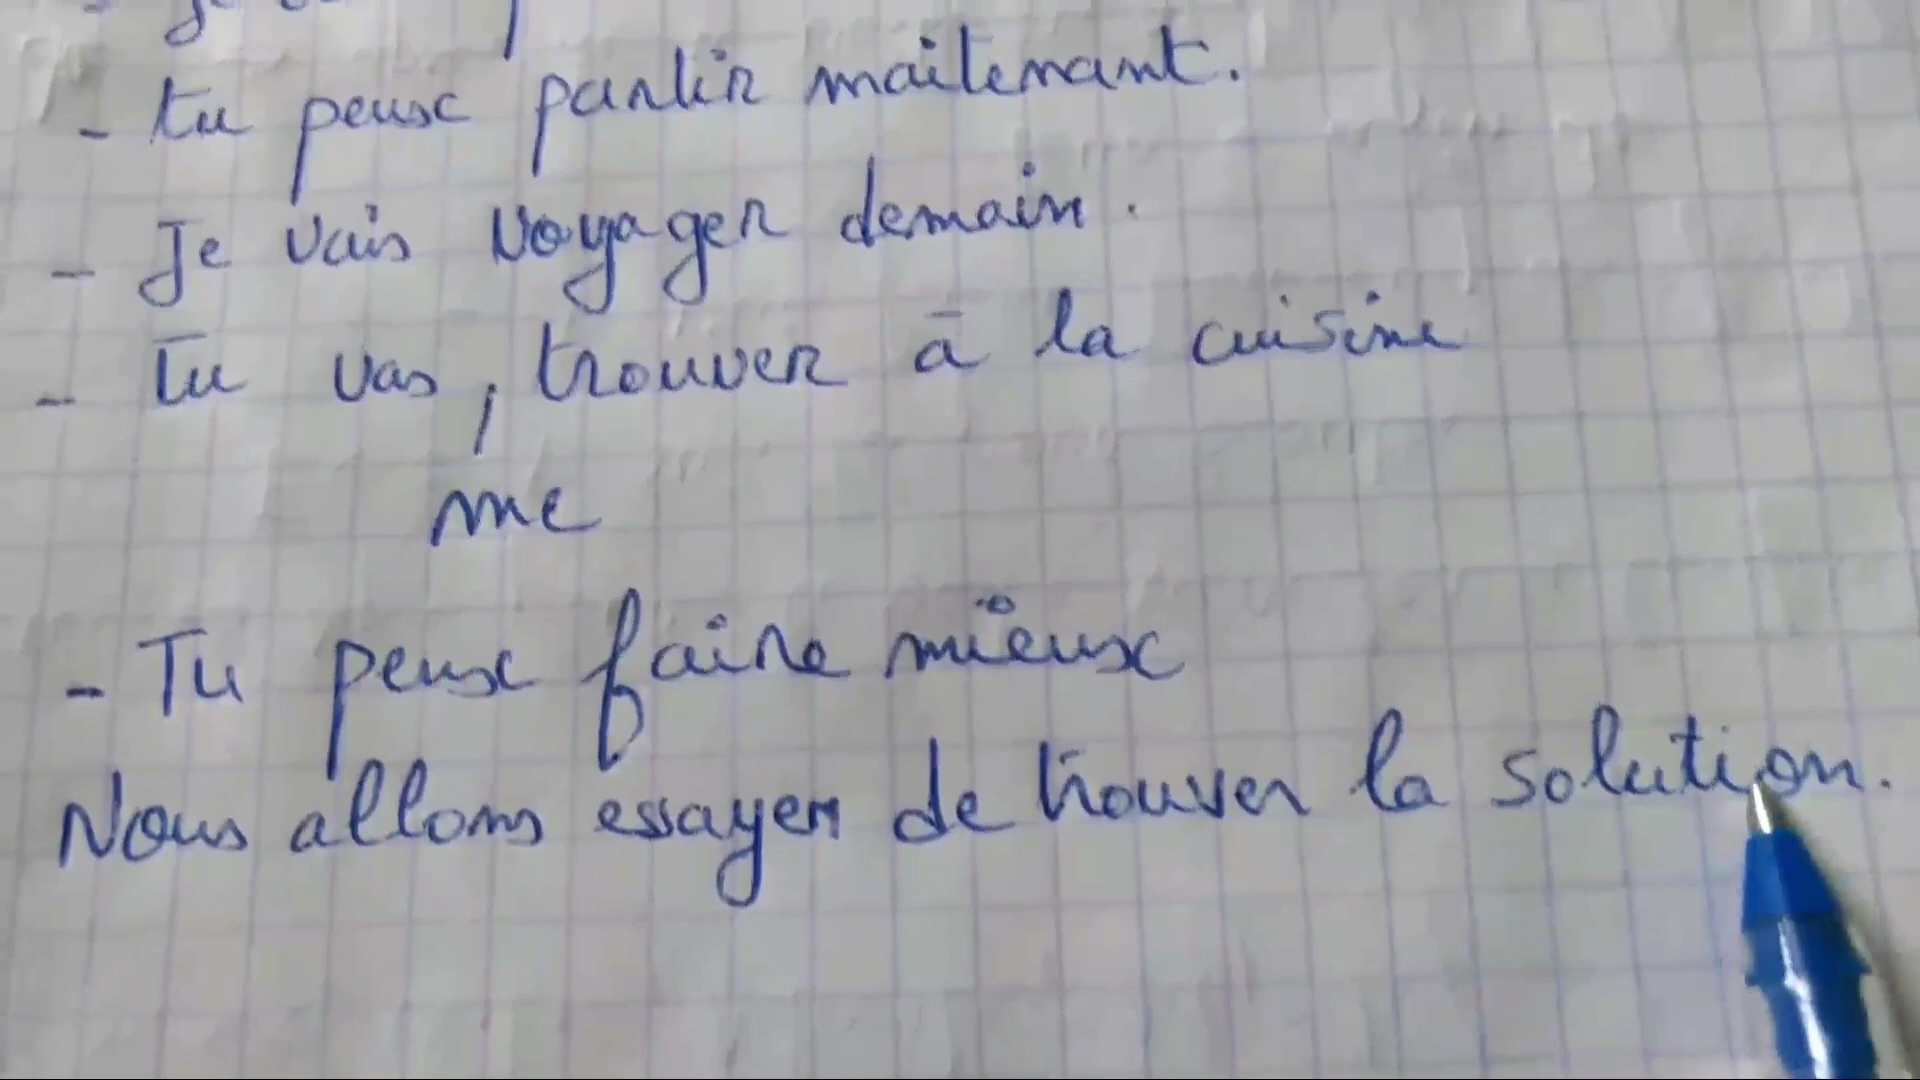 - tu peux partir maitenant.
- Je vais voyager demain.
- Tu vas, trouver à la cuisine
me
- Tu peux faire mieux
Nous allons essayer de trouver la solution.